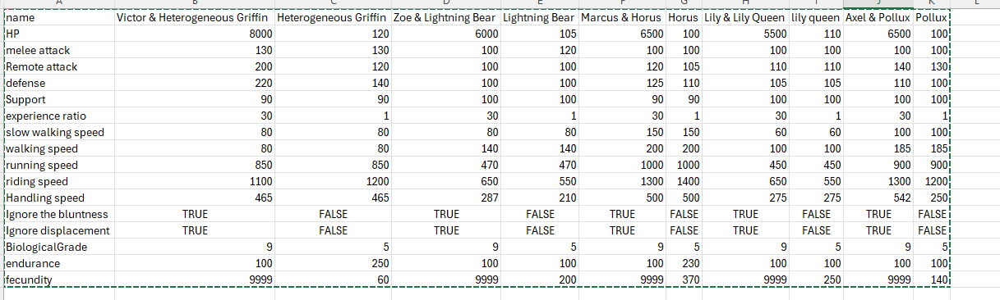 name Victor & Heterogeneous Griffin Heterogeneous Griffin Zoe & Lightning Bear Lightning Bear Marcus & Horus Horus Lily & Lily Queen lily queen Axel & Pollux Pollux
HP 8000 120 6000 105 6500 100 5500 110 6500 100
melee attack 130 130 100 120 100 100 100 100 100 100
Remote attack 200 120 100 100 120 105 110 110 140 130
defense 220 140 100 100 125 110 105 105 110 100
Support 90 90 100 100 90 90 100 100 100 100
experience ratio 30 1 30 1 30 1 30 1 30 1
slow walking speed 80 80 80 80 150 150 60 60 100 100
walking speed 80 80 140 140 200 200 100 100 185 185
running speed 850 850 470 470 1000 1000 450 450 900 900
riding speed 1100 1200 650 550 1300 1400 650 550 1300 1200
Handling speed 465 465 287 210 500 500 275 275 542 250
Ignore the bluntness TRUE FALSE TRUE FALSE TRUE FALSE TRUE FALSE TRUE FALSE
Ignore displacement TRUE FALSE TRUE FALSE TRUE FALSE TRUE FALSE TRUE FALSE
BiologicalGrade 9 5 9 5 9 5 9 5 9 5
endurance 100 250 100 100 100 230 100 100 100 100
fecundity 9999 60 9999 200 9999 370 9999 250 9999 140